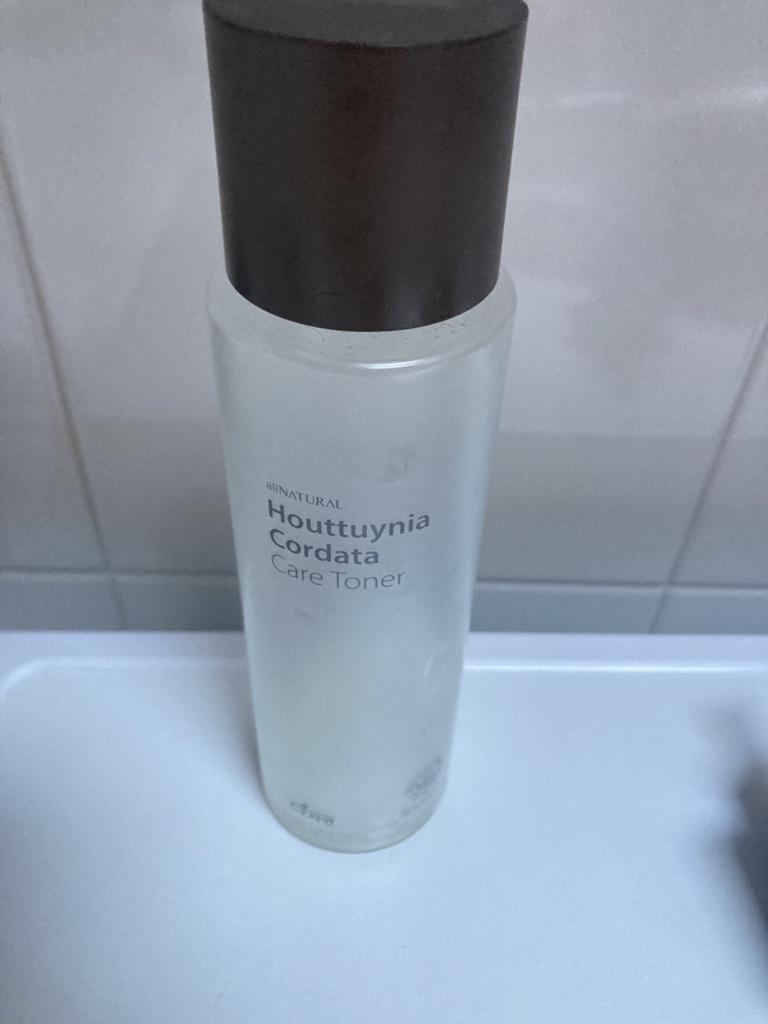 allNATURAL
Houttuynia
Cordata
Care Toner